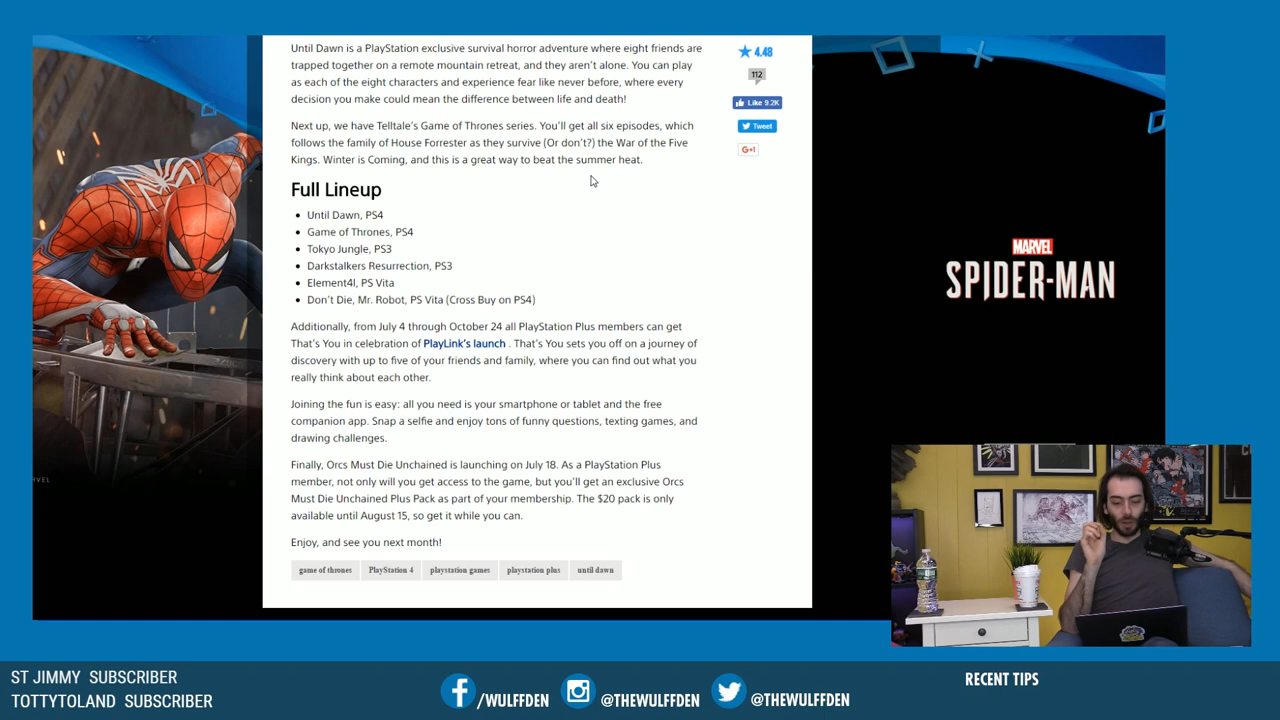 Until Dawn is a PlayStation exclusive survival horror adventure where eight friends are
trapped together on a remote mountain retreat, and they aren't alone. You can play
as each of the eight characters and experience fear like never before, where every
decision you make could mean the difference between life and death!
Next up, we have Telltale's Game of Thrones series. You'll get all six episodes, which
follows the family of House Forrester as they survive (Or don't?) the War of the Five
Kings. Winter is Coming, and this is a great way to beat the summer heat.
Full Lineup
• Until Dawn, PS4
• Game of Thrones, PS4
• Tokyo Jungle, PS3
• Darkstalkers Resurrection, PS3
• Element4l, PS Vita
• Don't Die, Mr. Robot, PS Vita (Cross Buy on PS4)
Additionally, from July 4 through October 24 all PlayStation Plus members can get
That's You in celebration of PlayLink's launch . That's You sets you off on a journey of
discovery with up to five of your friends and family, where you can find out what you
really think about each other.
Joining the fun is easy: all you need is your smartphone or tablet and the free
companion app. Snap a selfie and enjoy tons of funny questions, texting games, and
drawing challenges.
Finally, Orcs Must Die Unchained is launching on July 18. As a PlayStation Plus
member, not only will you get access to the game, but you'll get an exclusive Orcs
Must Die Unchained Plus Pack as part of your membership. The $20 pack is only
available until August 15, so get it while you can.
Enjoy, and see you next month!
game of thrones PlayStation 4 playstation games playstation plus until dawn
4.48
112
Like 9.2K
Tweet
G+1
MARVEL
SPIDER-MAN
ST JIMMY SUBSCRIBER
TOTTYTOLAND SUBSCRIBER
/WULFFDEN @THEWULFFDEN @THEWULFFDEN
RECENT TIPS